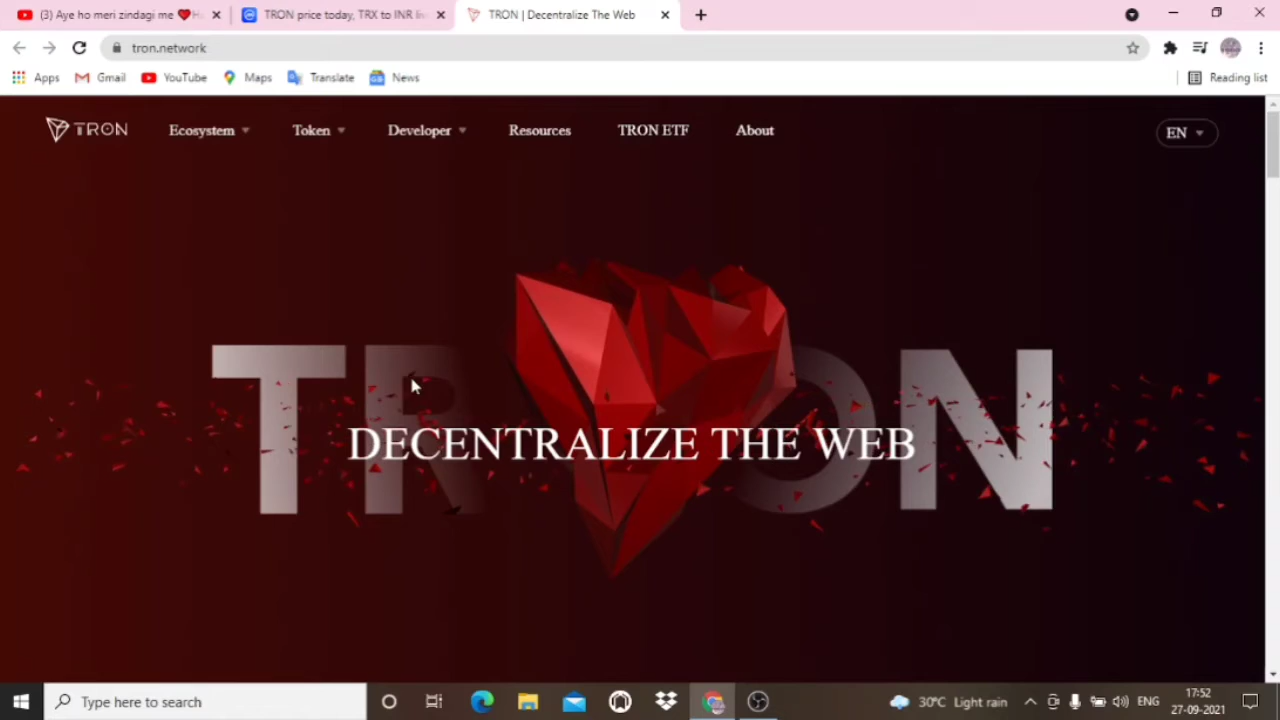 (3) Aye ho meri zindagi me ❤️H
TRON price today, TRX to INR li
TRON | Decentralize The Web
tron.network
Apps
Gmail
YouTube
Maps
Translate
News
Reading list
TRON
Ecosystem
Token
Developer
Resources
TRON ETF
About
EN
TRON
DECENTRALIZE THE WEB
Type here to search
30°C Light rain
ENG
17:52
27-09-2021